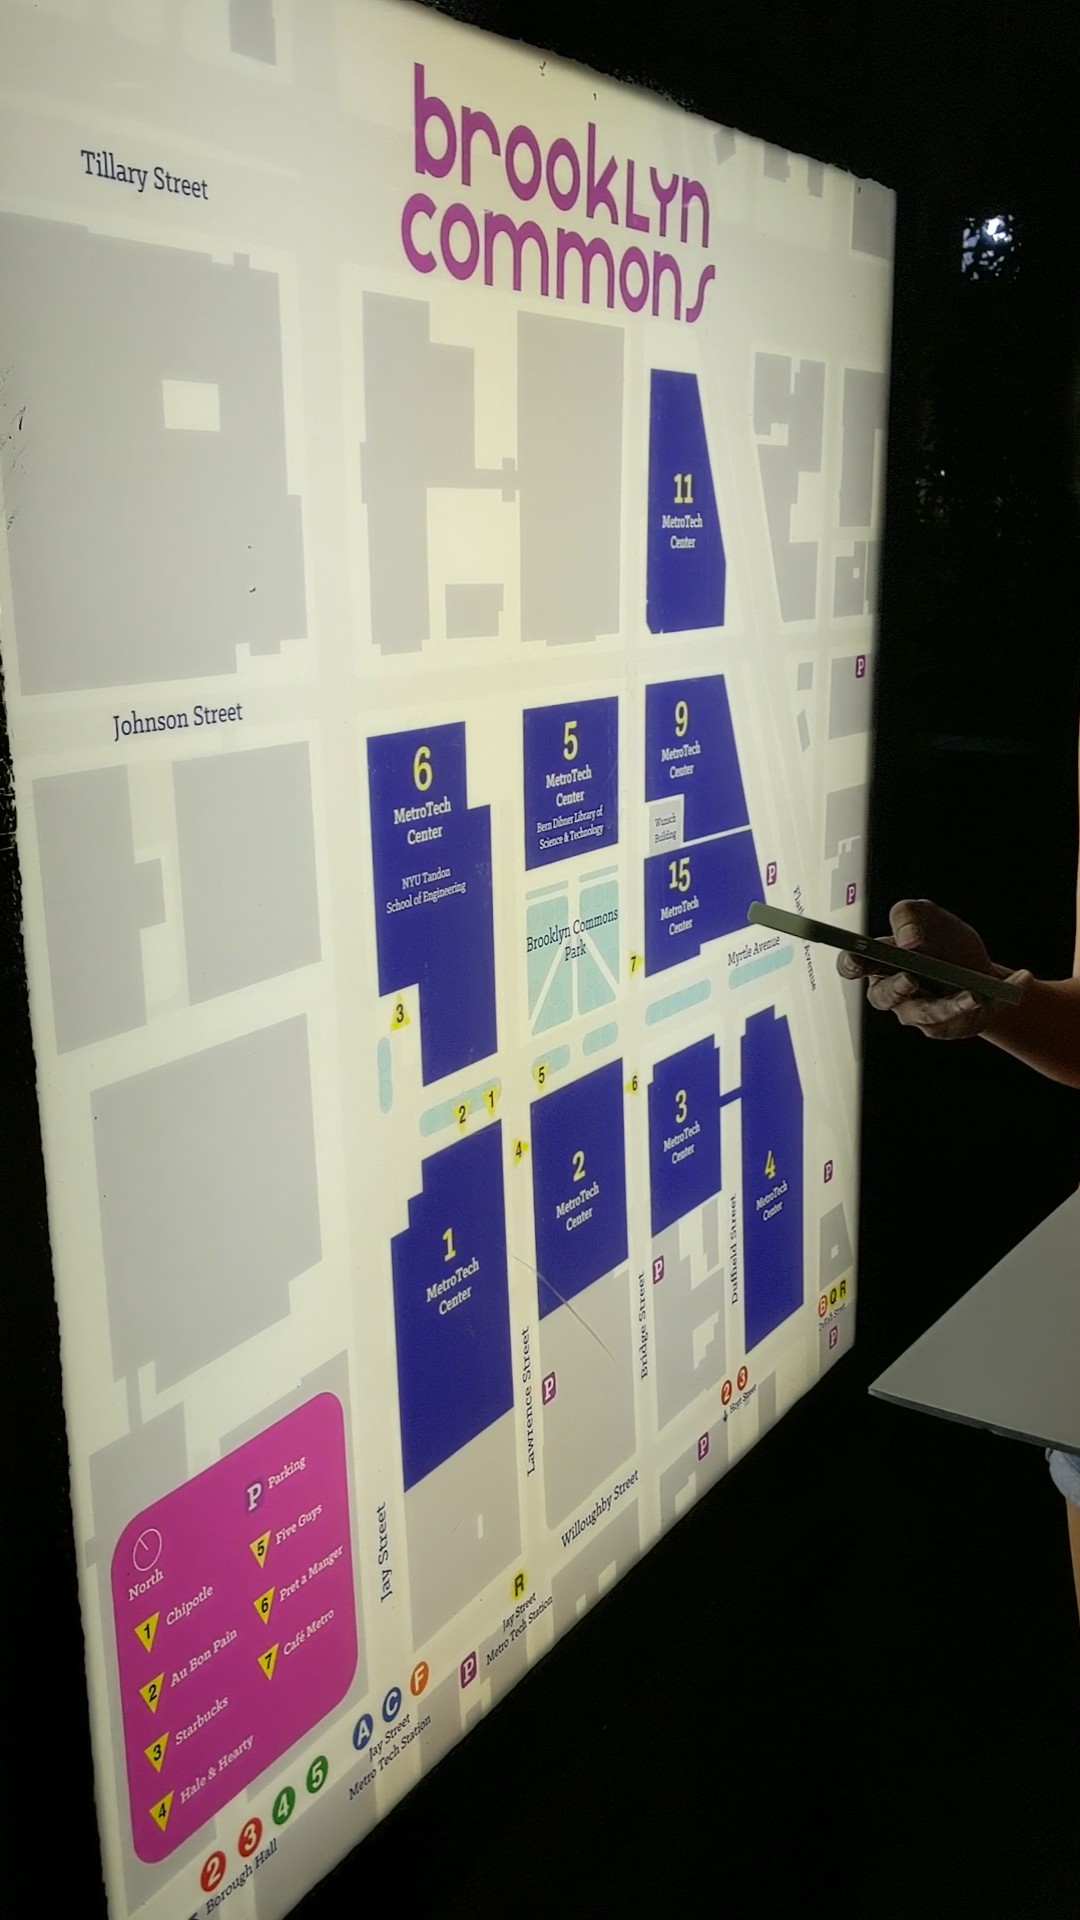 brooklyn
commons
Tillary Street
11
MetroTech
Center
Johnson Street
6
MetroTech
Center
NYU Tandon
School of Engineering
5
MetroTech
Center
Bern Dibner Library of
Science & Technology
9
MetroTech
Center
Wunsch
Building
15
MetroTech
Center
Brooklyn Commons
Park
7
Myrtle Avenue
Avenue
3
2
1
5
6
4
1
MetroTech
Center
2
MetroTech
Center
3
MetroTech
Center
4
MetroTech
Center
Jay Street
Lawrence Street
Bridge Street
Duffield Street
Willoughby Street
P
P
P
P
P
P
P
P
P
B Q R
DeKalb Street
2 3
Hoyt Street
R
Jay Street
Metro Tech Station
A C F
Jay Street
Metro Tech Station
2 3 4 5
Borough Hall
North
P Parking
1 Chipotle
2 Au Bon Pain
3 Starbucks
4 Hale & Hearty
5 Five Guys
6 Pret a Manger
7 Café Metro